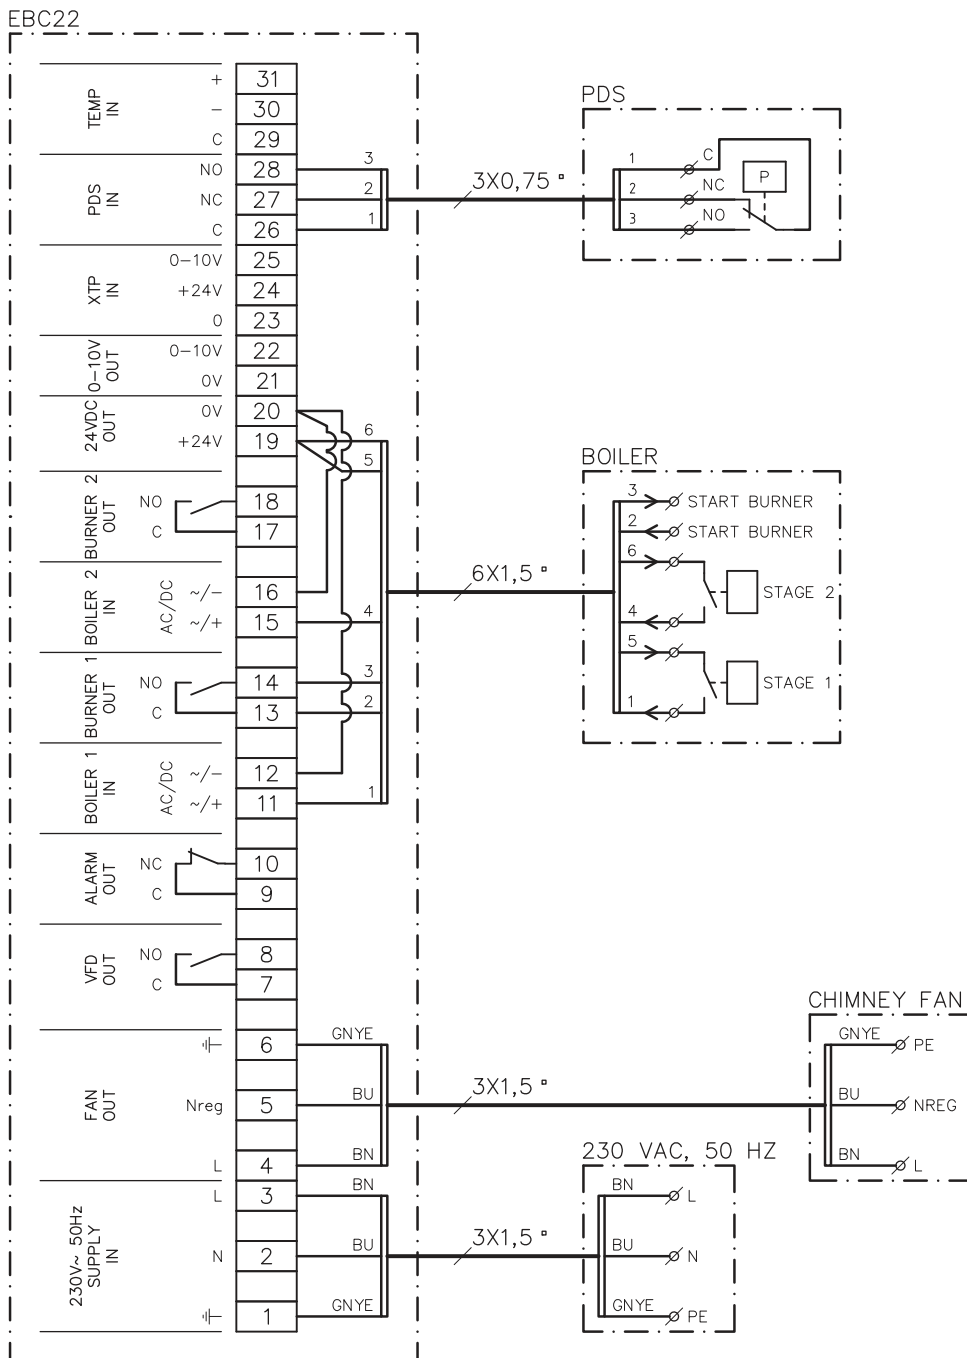 EBC22
TEMP IN
+ 31
– 30
C 29
PDS IN
NO 28 3
NC 27 2
C 26 1
3X0,75 ▫
PDS
1 C
2 NC
3 NO
P
XTP IN
0–10V 25
+24V 24
0 23
0–10V OUT
0–10V 22
0V 21
24VDC OUT
0V 20
+24V 19 6
5
BURNER 2 OUT
NO 18
C 17
BOILER 2 IN
AC/DC
~/– 16
~/+ 15 4
6X1,5 ▫
BOILER
3 START BURNER
2 START BURNER
6
STAGE 2
4
5
STAGE 1
1
BURNER 1 OUT
NO 14 3
C 13 2
BOILER 1 IN
AC/DC
~/– 12
~/+ 11 1
ALARM OUT
NC 10
C 9
VFD OUT
NO 8
C 7
FAN OUT
6 GNYE
Nreg 5 BU
L 4 BN
3X1,5 ▫
CHIMNEY FAN
GNYE PE
BU NREG
BN L
230V~ 50Hz SUPPLY IN
L 3 BN
N 2 BU
1 GNYE
3X1,5 ▫
230 VAC, 50 HZ
BN L
BU N
GNYE PE